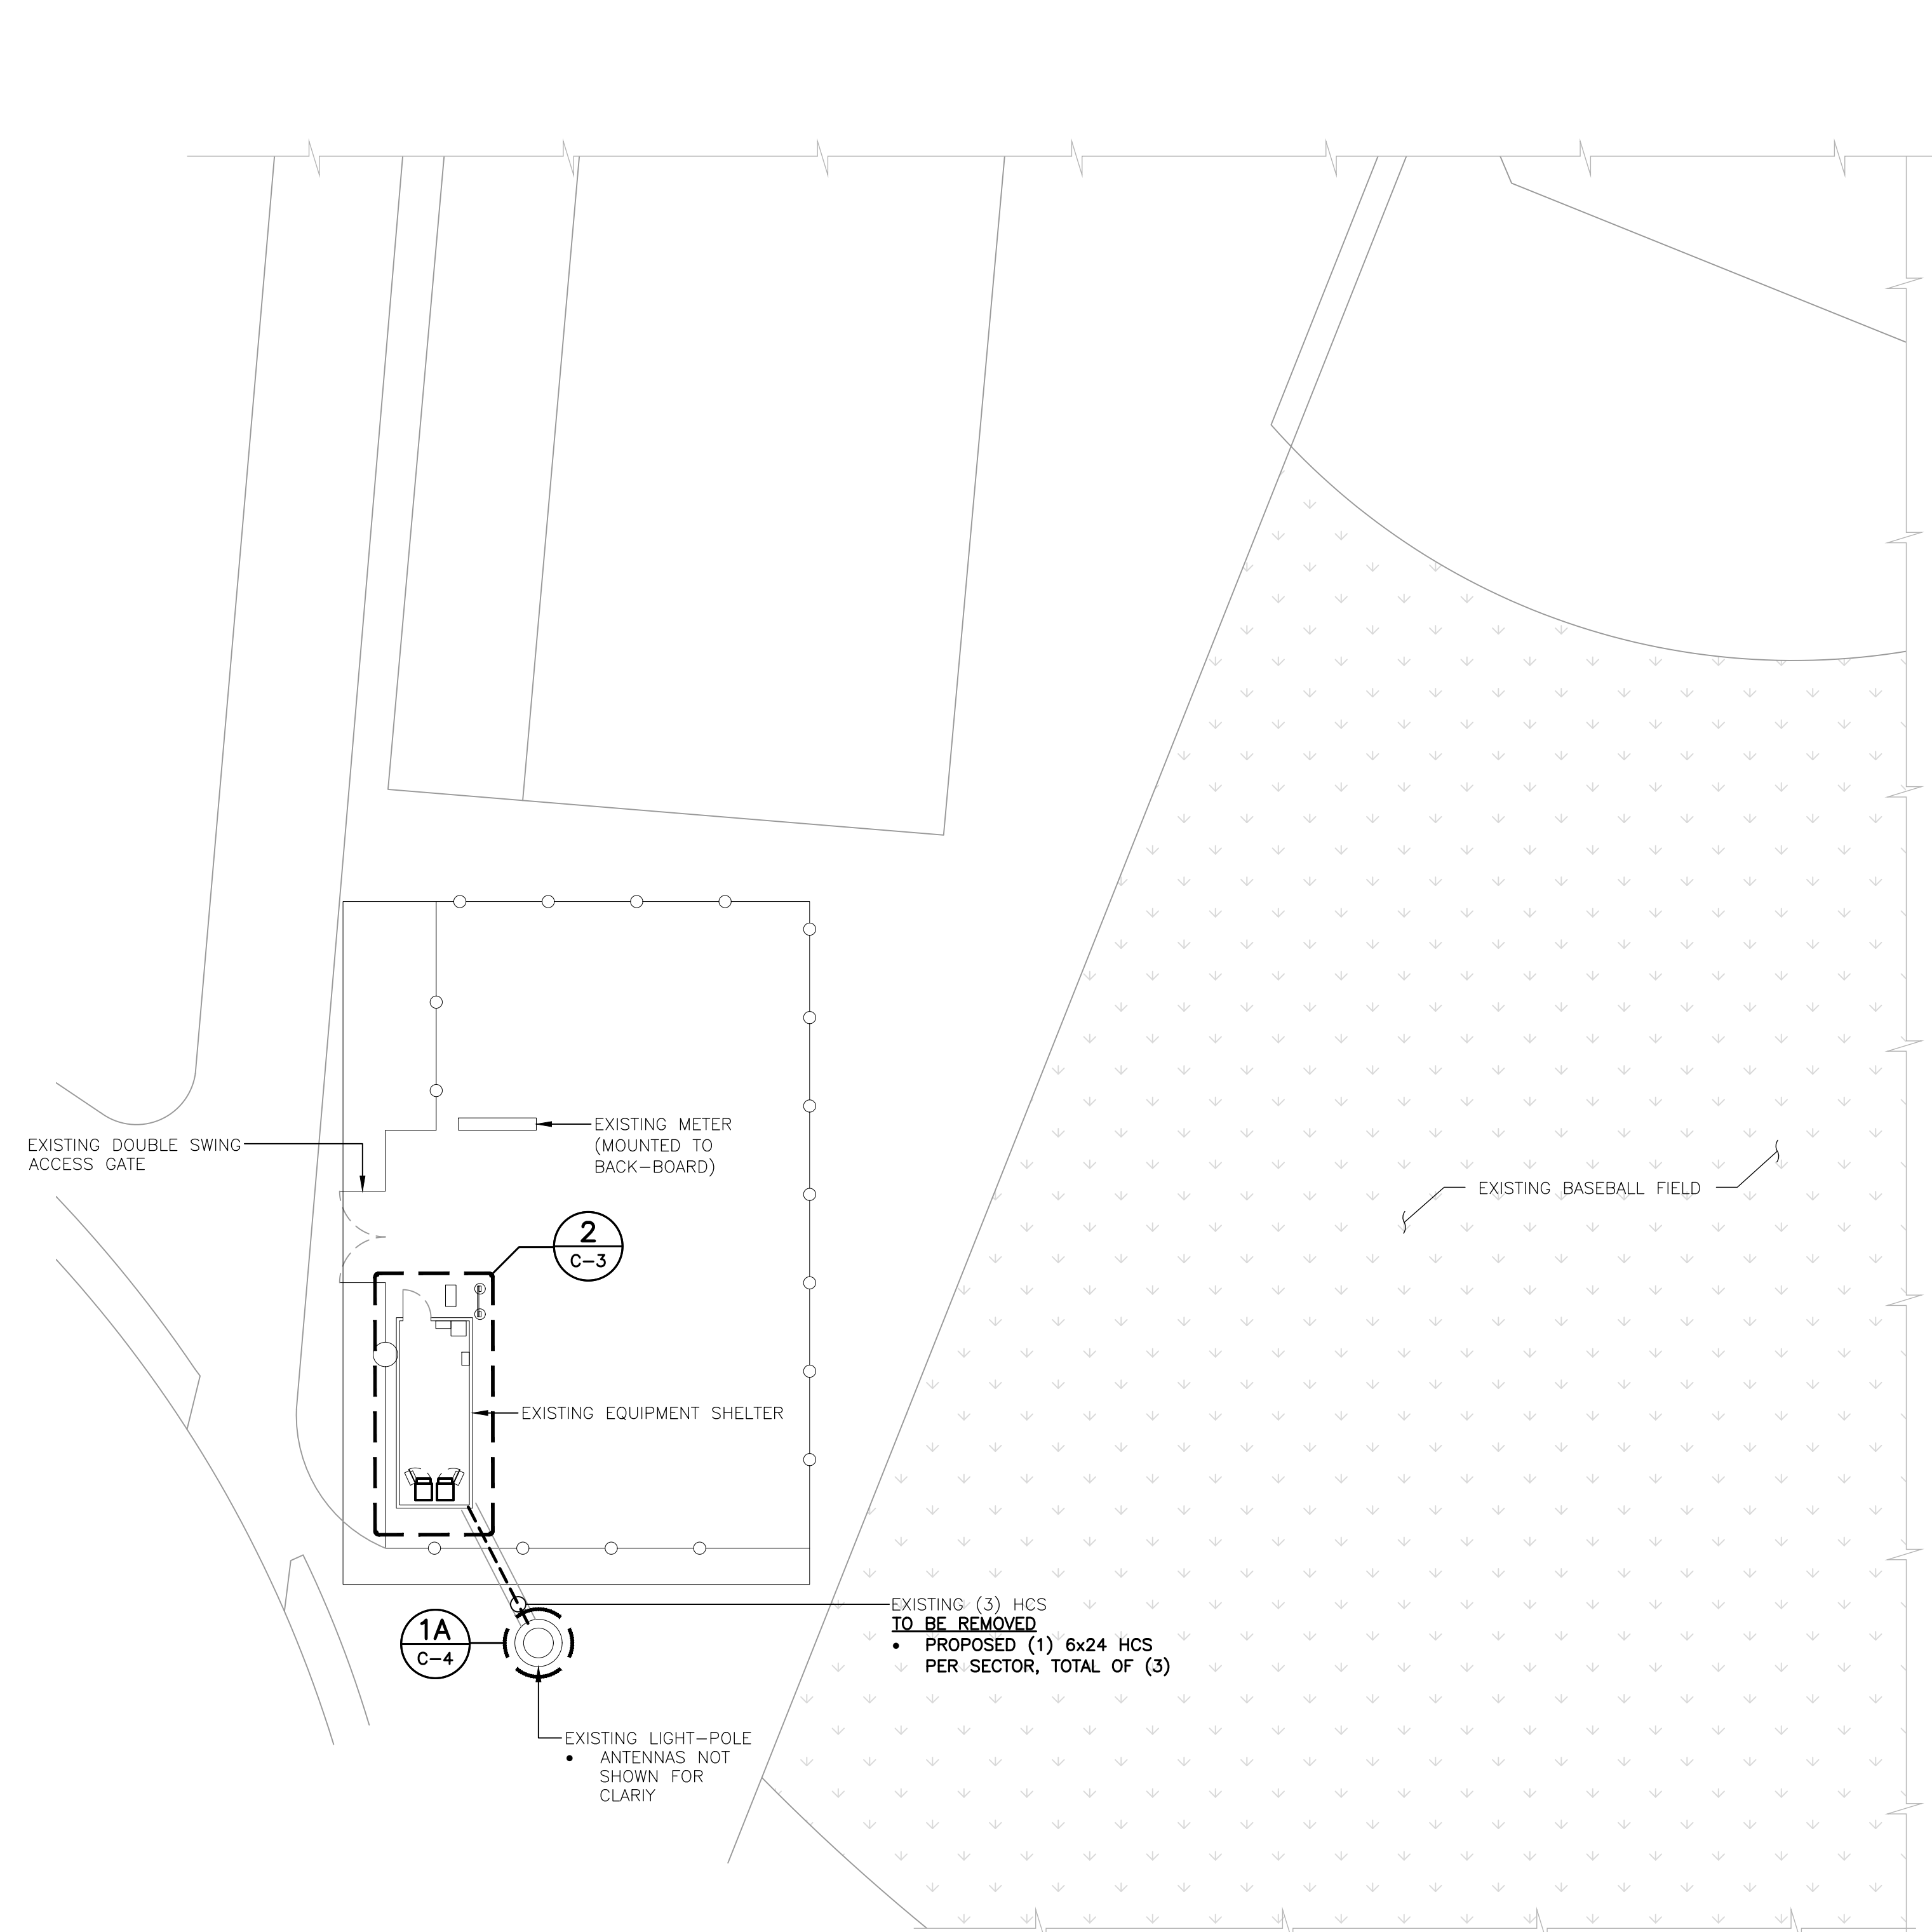 EXISTING METER
(MOUNTED TO
BACK-BOARD)
EXISTING DOUBLE SWING
ACCESS GATE
EXISTING BASEBALL FIELD
2
C-3
EXISTING EQUIPMENT SHELTER
EXISTING (3) HCS
TO BE REMOVED
• PROPOSED (1) 6x24 HCS
PER SECTOR, TOTAL OF (3)
1A
C-4
EXISTING LIGHT-POLE
• ANTENNAS NOT
SHOWN FOR
CLARIY